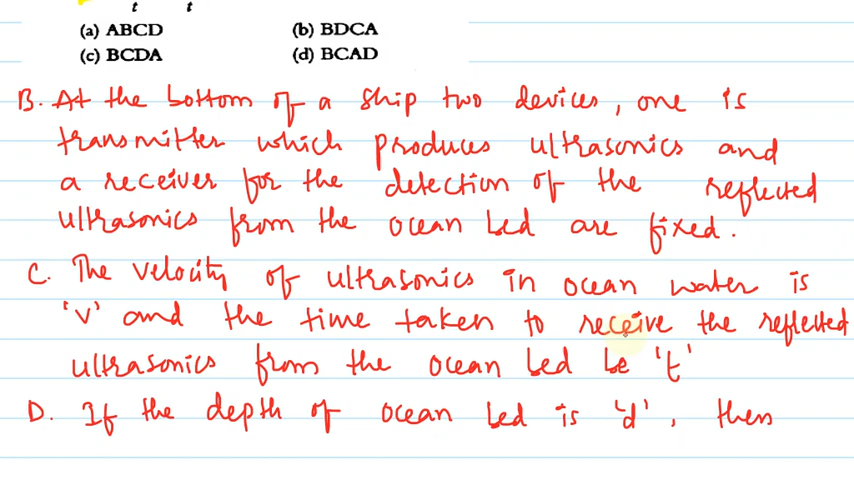 t t
(a) ABCD (b) BDCA
(c) BCDA (d) BCAD
B. At the bottom of a ship two devices, one is
transmitter which produces ultrasonics and
a receiver for the detection of the reflected
ultrasonics from the ocean bed are fixed.
C. The velocity of ultrasonics in ocean water is
'v' and the time taken to receive the reflected
ultrasonics from the ocean bed be 't'
D. If the depth of ocean bed is 'd', then